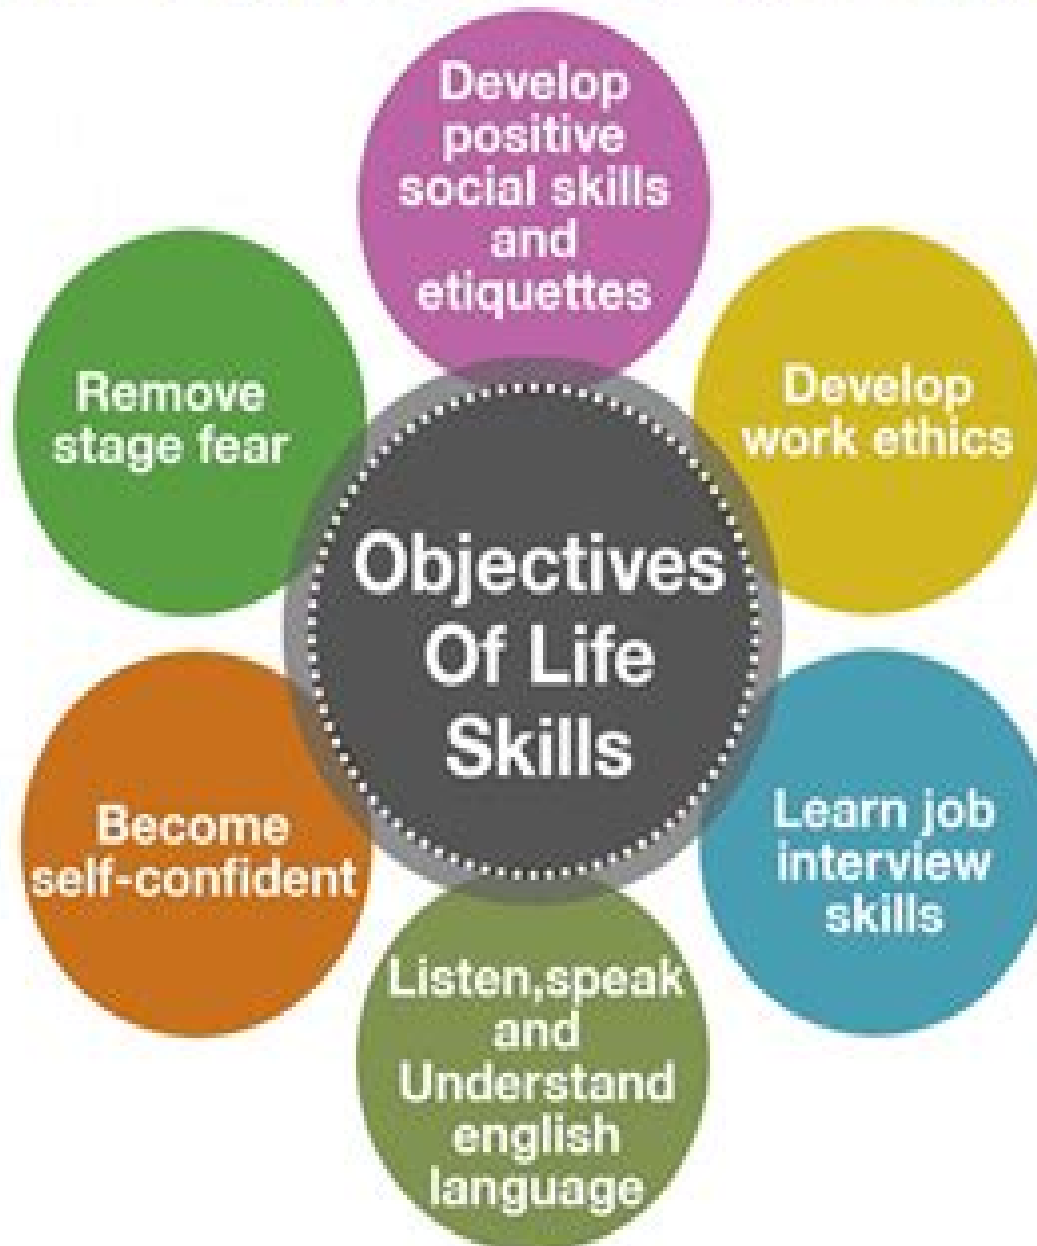 Develop
positive
social skills
and
etiquettes
Develop
work ethics
Learn job
interview
skills
Listen,speak
and
Understand
english
language
Become
self-confident
Remove
stage fear
Objectives
Of Life
Skills